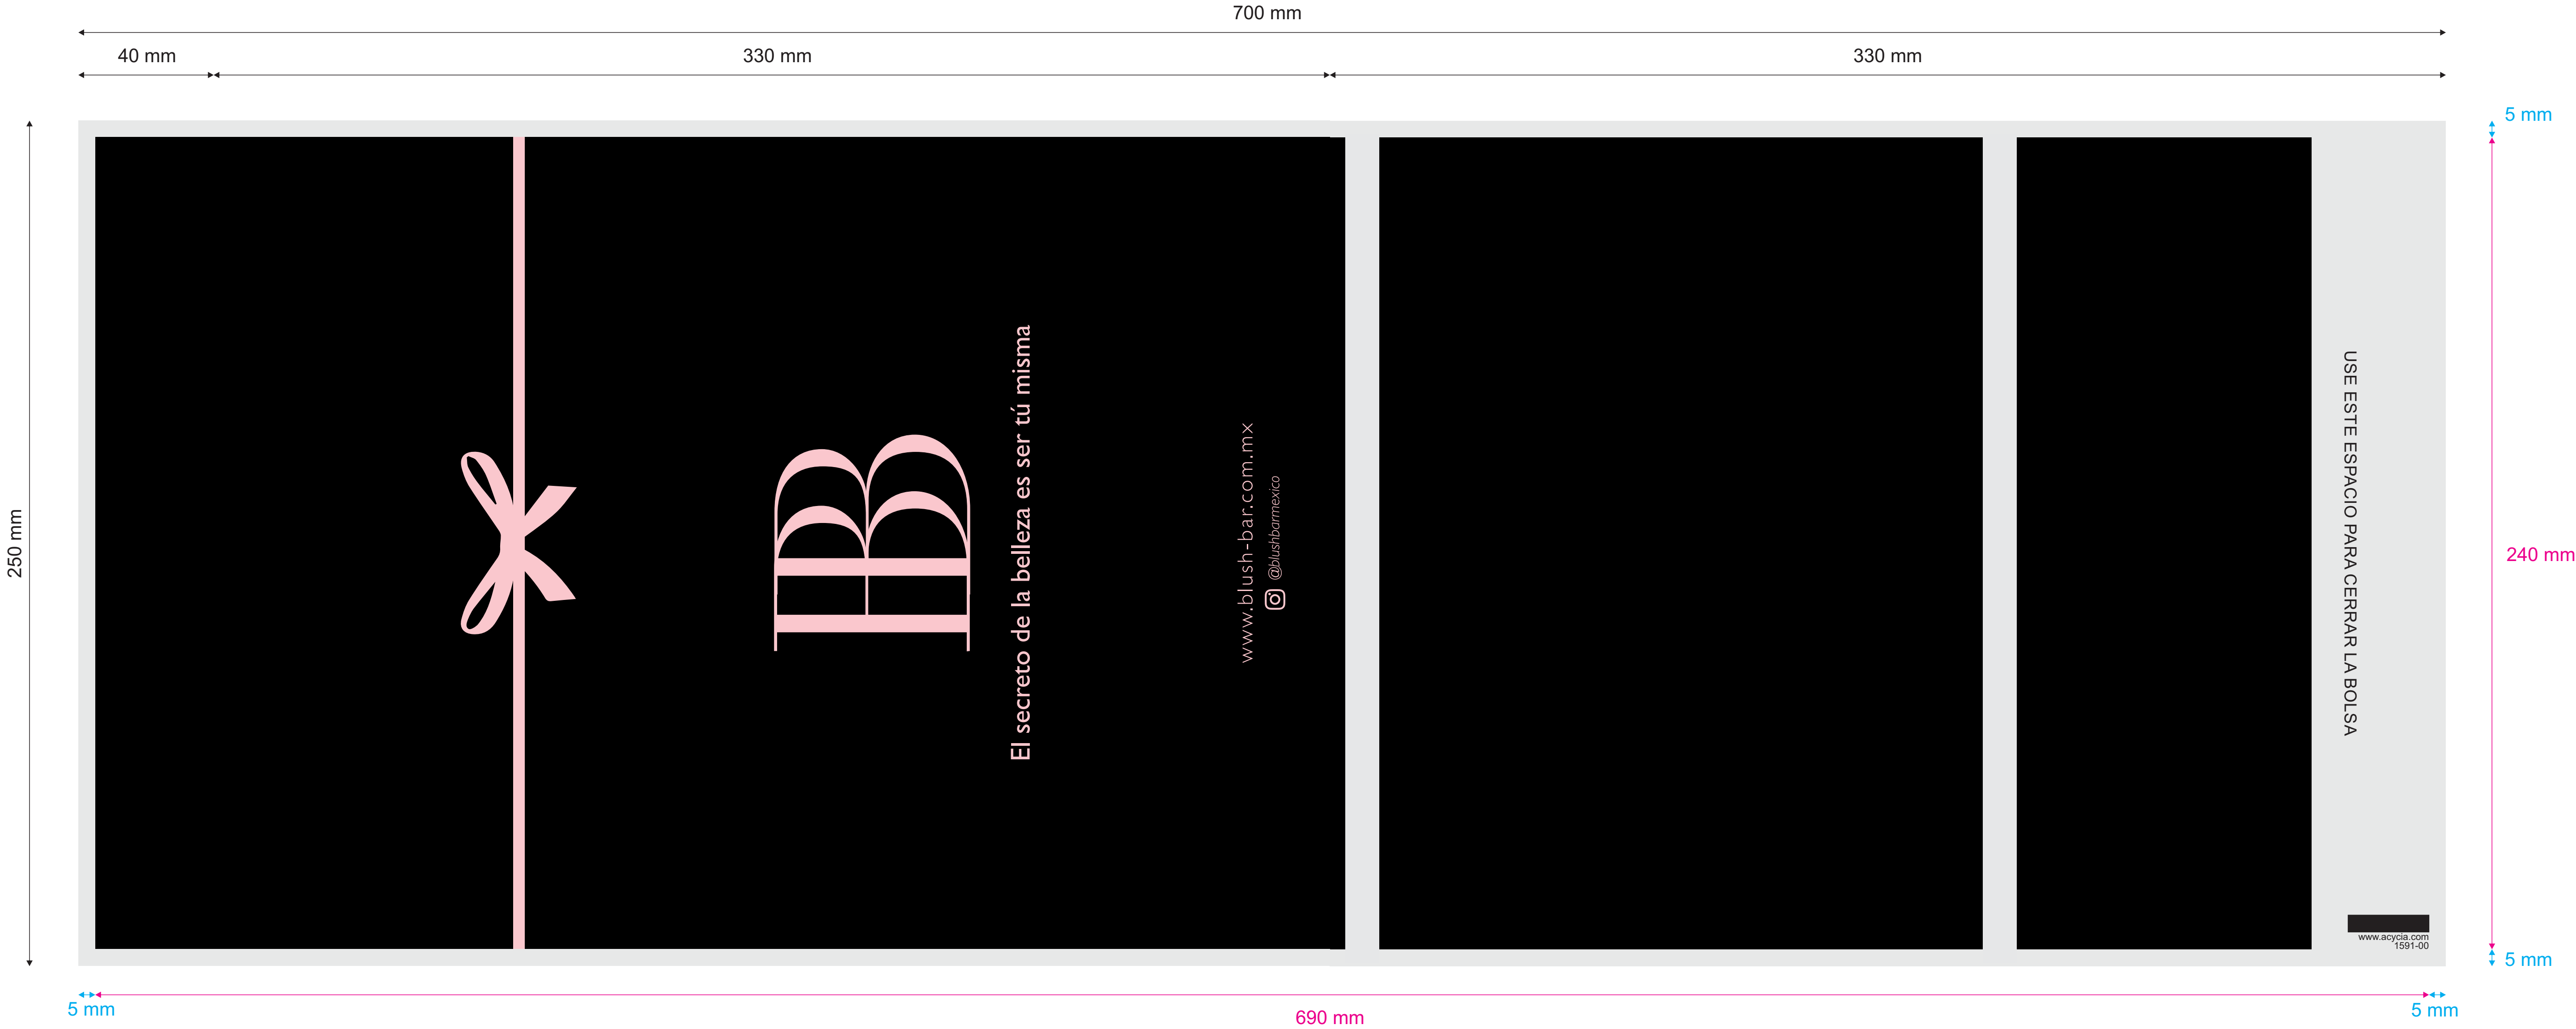 700 mm
40 mm
330 mm
330 mm
5 mm
250 mm
BB
El secreto de la belleza es ser tú misma
www.blush-bar.com.mx
@blushbarmexico
USE ESTE ESPACIO PARA CERRAR LA BOLSA
240 mm
www.acycia.com
1591-00
5 mm
5 mm
690 mm
5 mm